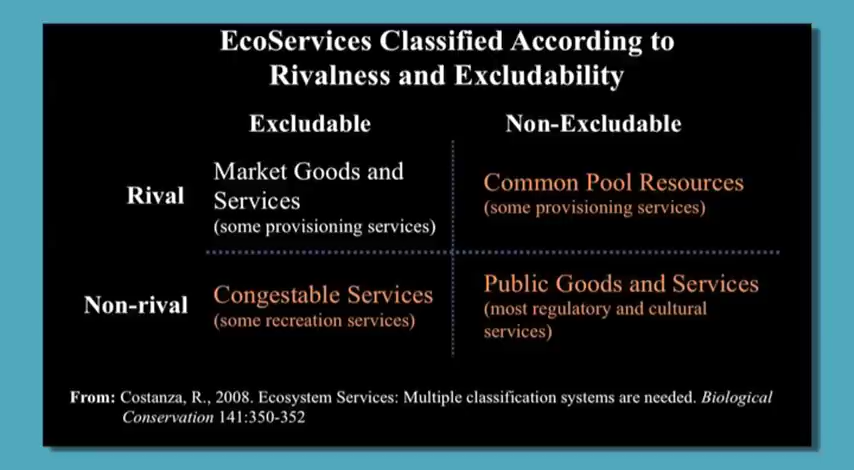 EcoServices Classified According to
Rivalness and Excludability
Excludable
Non-Excludable
Rival
Market Goods and
Services
(some provisioning services)
Common Pool Resources
(some provisioning services)
Non-rival
Congestable Services
(some recreation services)
Public Goods and Services
(most regulatory and cultural
services)
From: Costanza, R., 2008. Ecosystem Services: Multiple classification systems are needed. Biological
Conservation 141:350-352